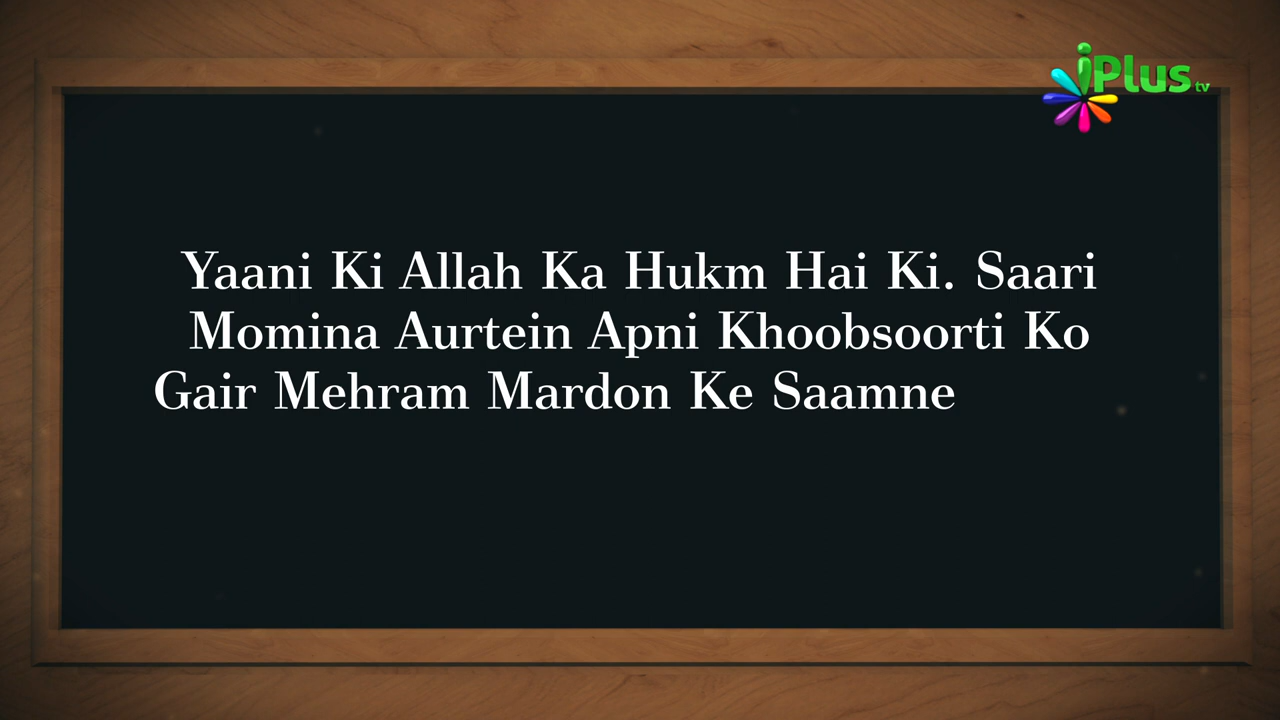 iPlus tv
Yaani Ki Allah Ka Hukm Hai Ki. Saari
Momina Aurtein Apni Khoobsoorti Ko
Gair Mehram Mardon Ke Saamne